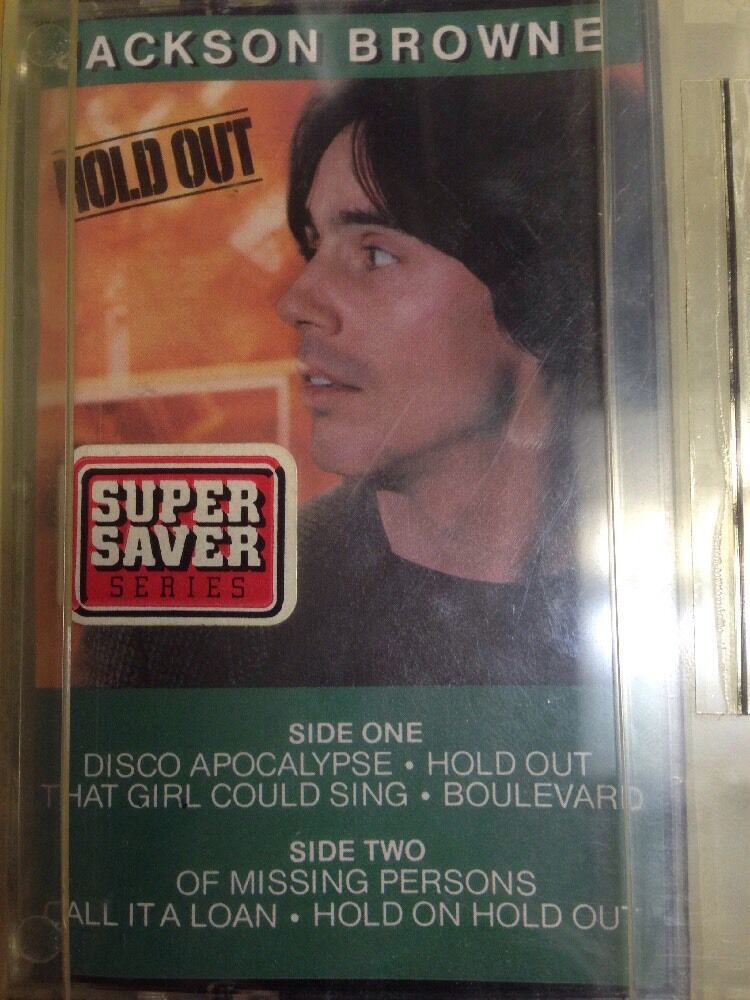 JACKSON BROWNE
HOLD OUT
SUPER
SAVER
SERIES
SIDE ONE
DISCO APOCALYPSE • HOLD OUT
THAT GIRL COULD SING • BOULEVARD
SIDE TWO
OF MISSING PERSONS
CALL IT A LOAN • HOLD ON HOLD OUT